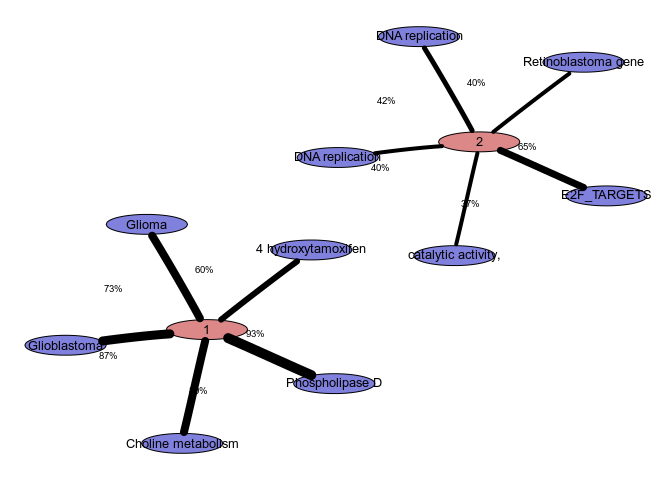 DNA replication
Retinoblastoma gene
40%
42%
2
65%
DNA replication
40%
E2F_TARGETS
37%
Glioma
4 hydroxytamoxifen
catalytic activity,
60%
73%
1
93%
Glioblastoma
87%
Phospholipase D
Choline metabolism